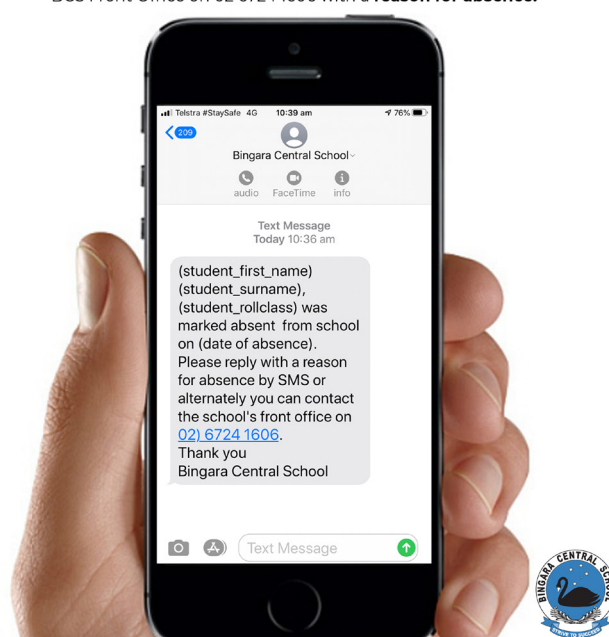 BCS Front Office on 02 6724 1606 with a reason for absence.
Telstra #StaySafe 4G 10:39 am 76%
209
Bingara Central School
audio FaceTime info
Text Message
Today 10:36 am
(student_first_name)
(student_surname),
(student_rollclass) was
marked absent from school
on (date of absence).
Please reply with a reason
for absence by SMS or
alternately you can contact
the school's front office on
02) 6724 1606.
Thank you
Bingara Central School
Text Message
BINGARA CENTRAL SCHOOL
STRIVE TO SUCCEED